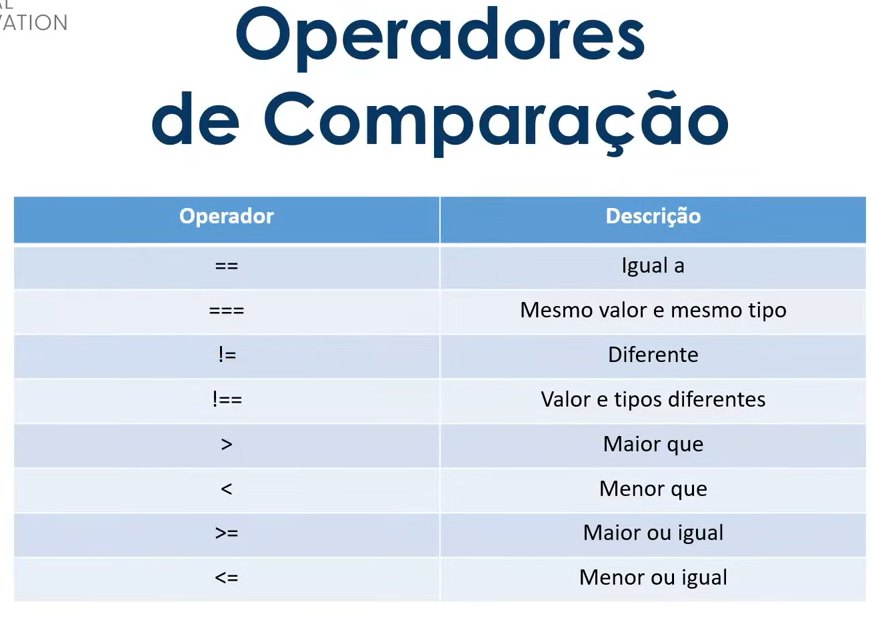 VATION
Operadores
de Comparação
Operador Descrição
== Igual a
=== Mesmo valor e mesmo tipo
!= Diferente
!== Valor e tipos diferentes
> Maior que
< Menor que
>= Maior ou igual
<= Menor ou igual